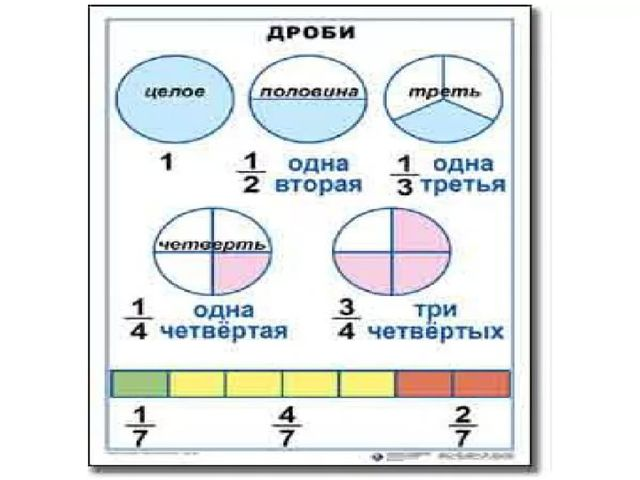 ДРОБИ
целое половина треть
1 1/2 одна вторая 1/3 одна третья
четверть
1/4 одна четвёртая 3/4 три четвёртых
1/7 4/7 2/7